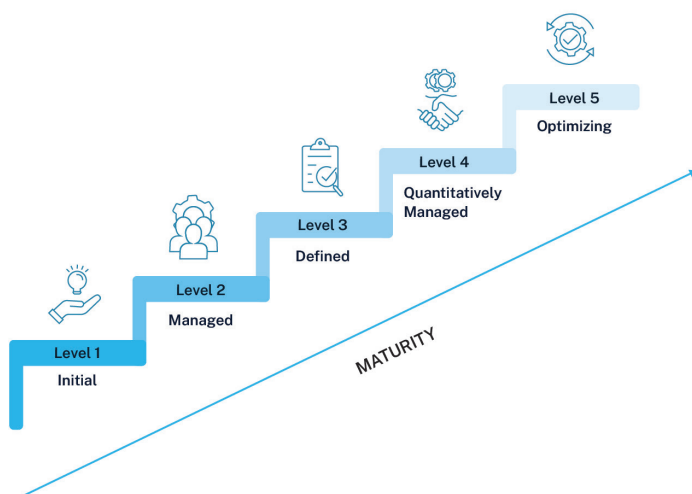 Level 5
Optimizing
Level 4
Quantitatively
Managed
Level 3
Defined
Level 2
Managed
Level 1
Initial
MATURITY